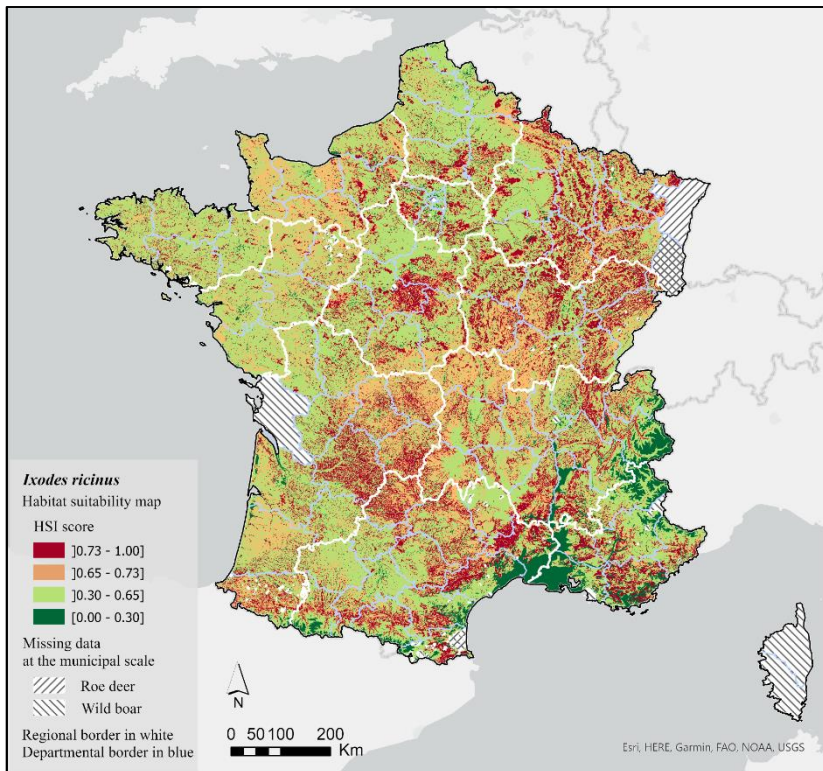 Ixodes ricinus
Habitat suitability map
HSI score
]0.73 - 1.00]
]0.65 - 0.73]
]0.30 - 0.65]
[0.00 - 0.30]
Missing data
at the municipal scale
Roe deer
Wild boar
Regional border in white
Departmental border in blue
N
0 50 100 200
Km
Esri, HERE, Garmin, FAO, NOAA, USGS